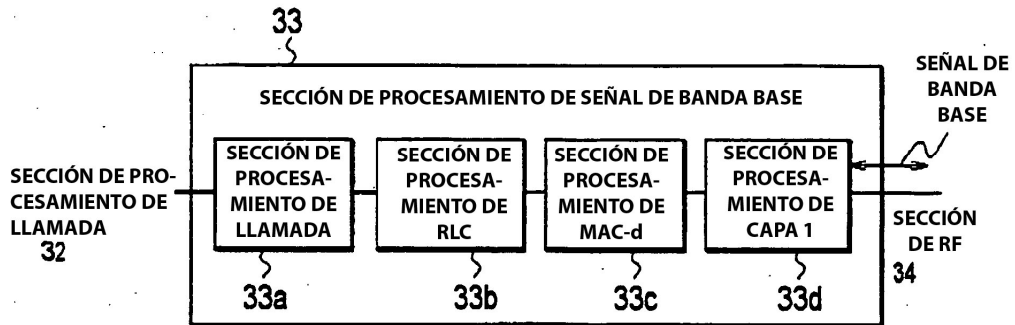 33
SEÑAL DE
BANDA
BASE
SECCIÓN DE PROCESAMIENTO DE SEÑAL DE BANDA BASE
SECCIÓN DE PRO-
CESAMIENTO DE
LLAMADA
32
SECCIÓN DE
PROCESA-
MIENTO DE
LLAMADA
33a
SECCIÓN DE
PROCESA-
MIENTO DE
RLC
33b
SECCIÓN DE
PROCESA-
MIENTO DE
MAC-d
33c
SECCIÓN DE
PROCESA-
MIENTO DE
CAPA 1
33d
SECCIÓN
DE RF
34